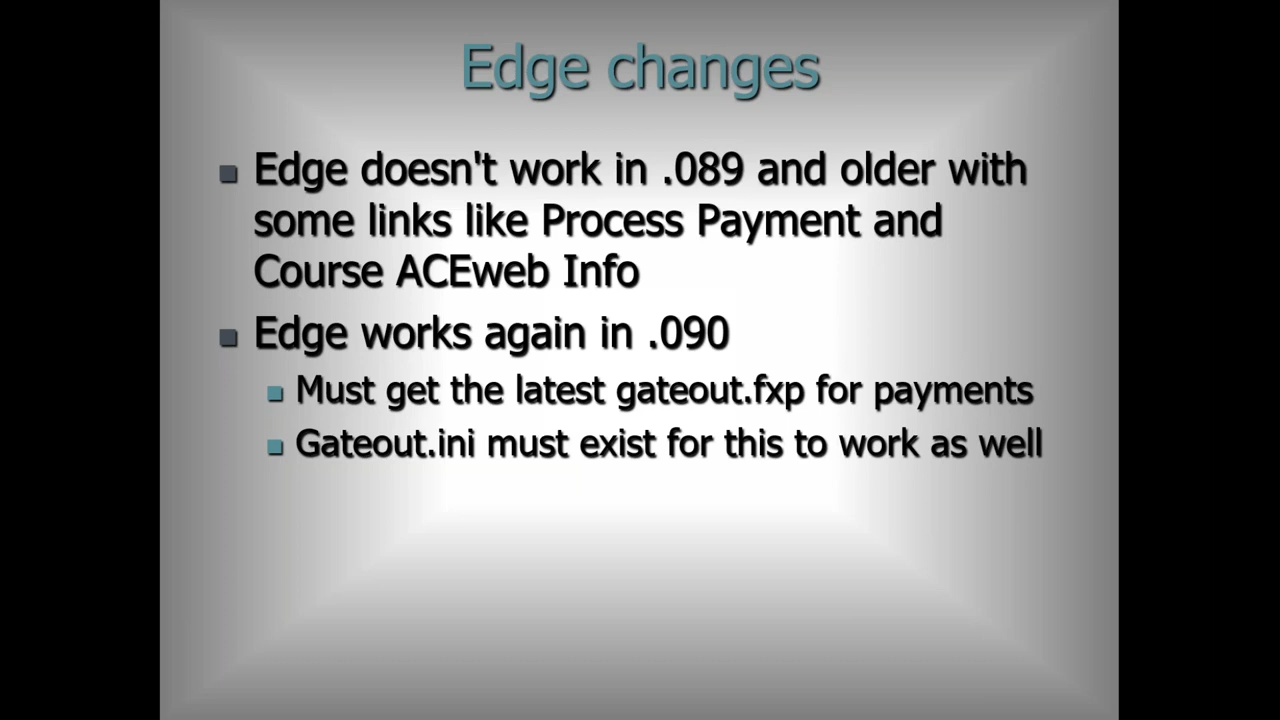 Edge changes
Edge doesn't work in .089 and older with
some links like Process Payment and
Course ACEweb Info
Edge works again in .090
Must get the latest gateout.fxp for payments
Gateout.ini must exist for this to work as well